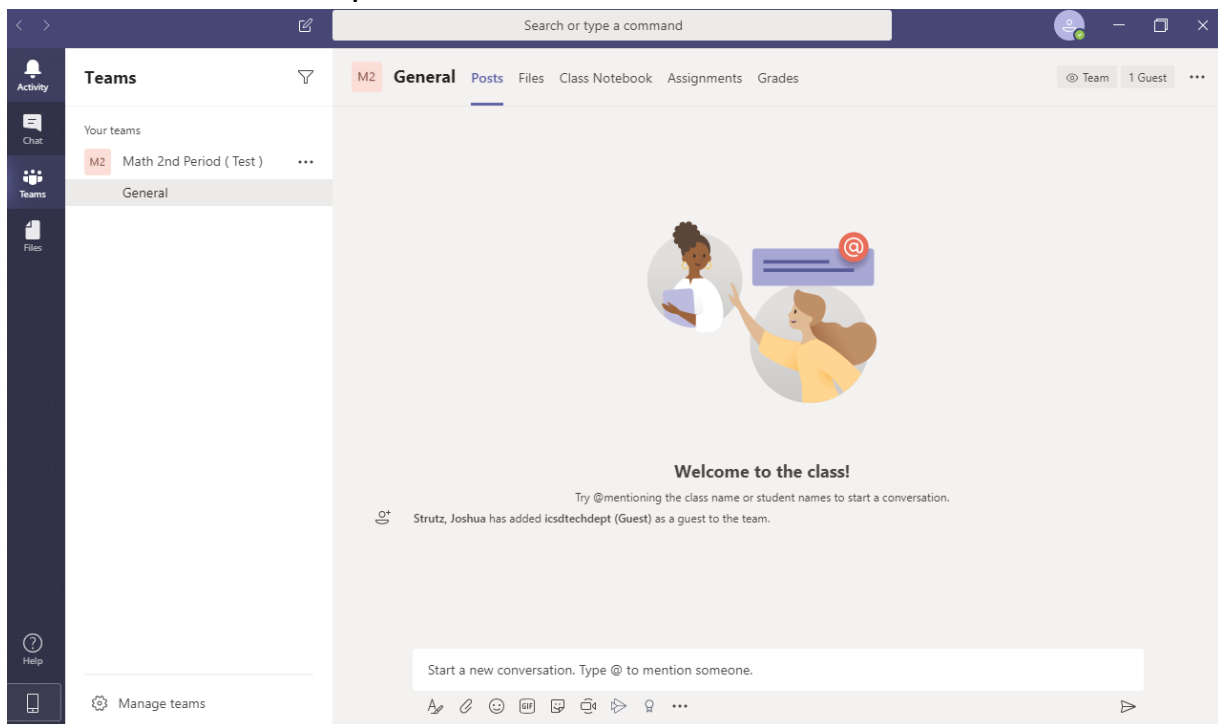 Search or type a command
Activity
Chat
Teams
Files
Help
Teams
Your teams
M2 Math 2nd Period ( Test )
General
Manage teams
M2 General Posts Files Class Notebook Assignments Grades
Team 1 Guest
@
Welcome to the class!
Try @mentioning the class name or student names to start a conversation.
Strutz, Joshua has added icsdtechdept (Guest) as a guest to the team.
Start a new conversation. Type @ to mention someone.
GIF